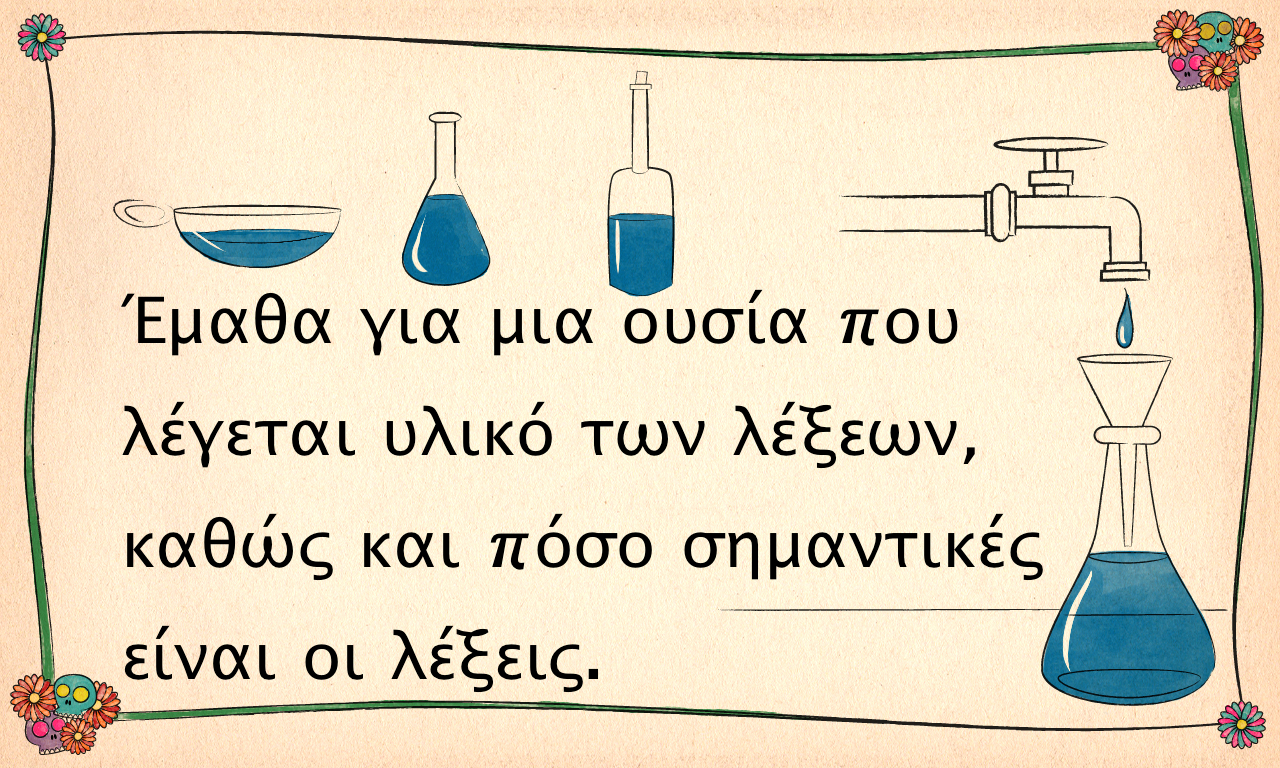 Έμαθα για μια ουσία που
λέγεται υλικό των λέξεων,
καθώς και πόσο σημαντικές
είναι οι λέξεις.